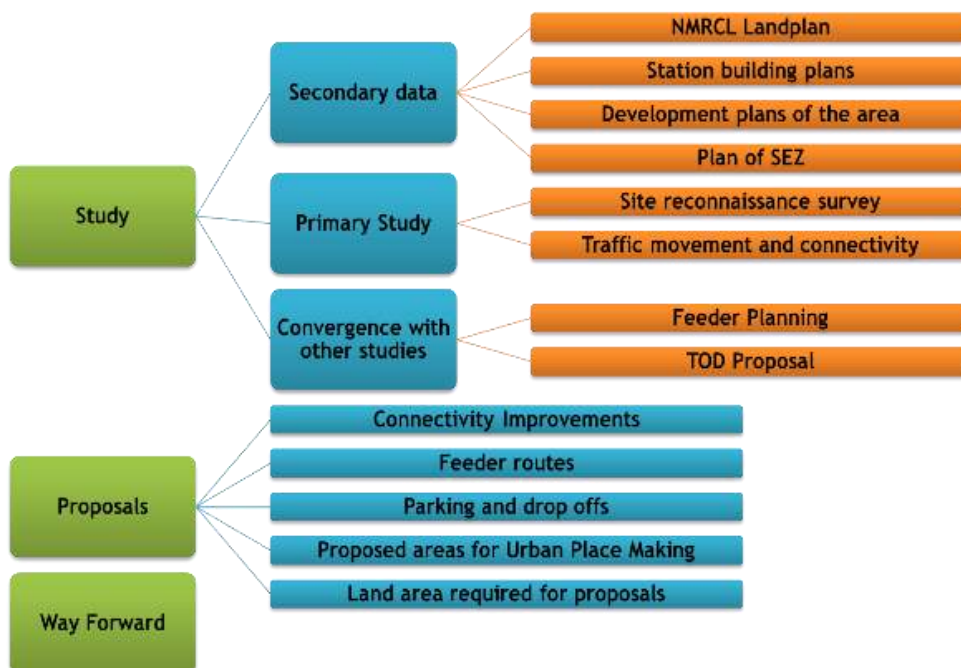 Study
Secondary data
NMRCL Landplan
Station building plans
Development plans of the area
Plan of SEZ
Primary Study
Site reconnaissance survey
Traffic movement and connectivity
Convergence with
other studies
Feeder Planning
TOD Proposal
Proposals
Connectivity Improvements
Feeder routes
Parking and drop offs
Proposed areas for Urban Place Making
Land area required for proposals
Way Forward